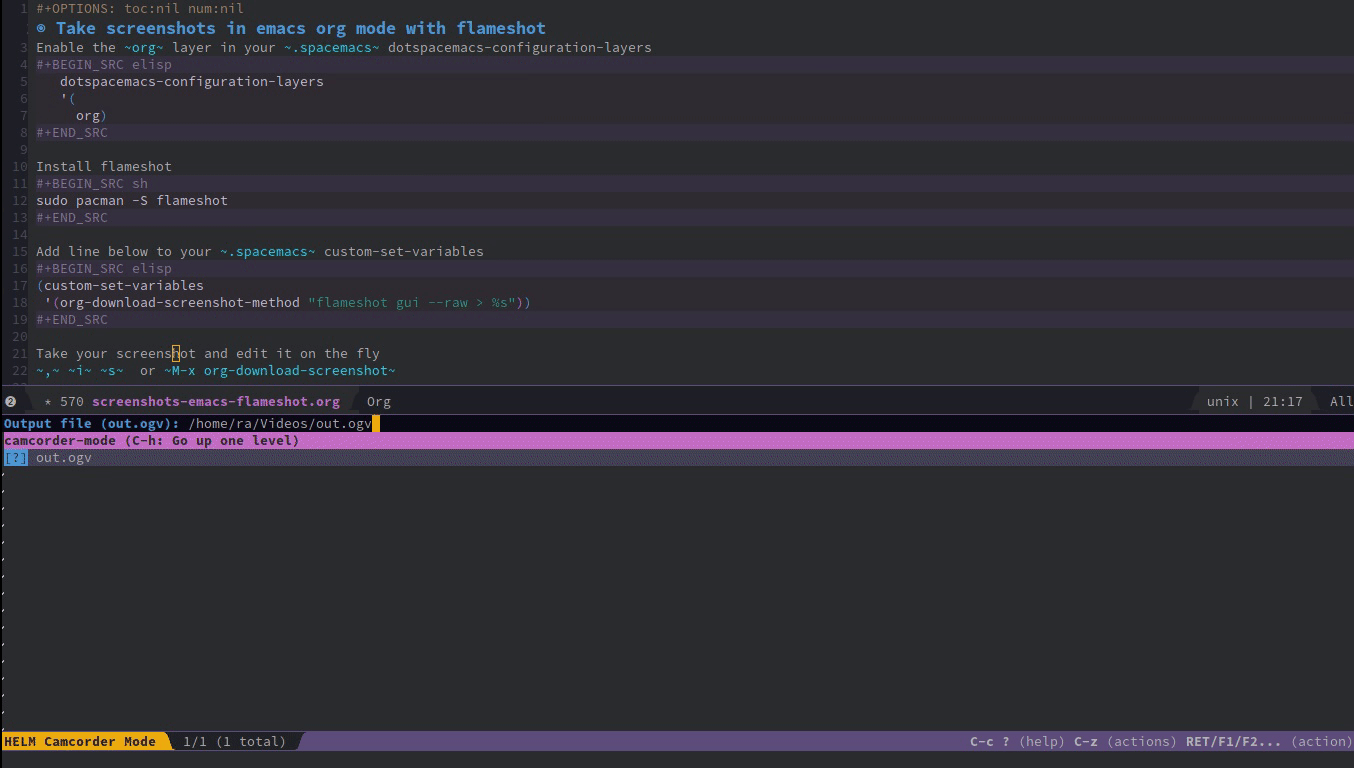 1 #+OPTIONS: toc:nil num:nil
Take screenshots in emacs org mode with flameshot
3 Enable the ~org~ layer in your ~.spacemacs~ dotspacemacs-configuration-layers
4 #+BEGIN_SRC elisp
5 dotspacemacs-configuration-layers
6 '(
7 org)
8 #+END_SRC
9
10 Install flameshot
11 #+BEGIN_SRC sh
12 sudo pacman -S flameshot
13 #+END_SRC
14
15 Add line below to your ~.spacemacs~ custom-set-variables
16 #+BEGIN_SRC elisp
17 (custom-set-variables
18 '(org-download-screenshot-method "flameshot gui --raw > %s"))
19 #+END_SRC
20
21 Take your screenshot and edit it on the fly
22 ~,~ ~i~ ~s~ or ~M-x org-download-screenshot~
2 * 570 screenshots-emacs-flameshot.org Org unix | 21:17 All
Output file (out.ogv): /home/ra/Videos/out.ogv
camcorder-mode (C-h: Go up one level)
[?] out.ogv
HELM Camcorder Mode 1/1 (1 total) C-c ? (help) C-z (actions) RET/F1/F2... (action)